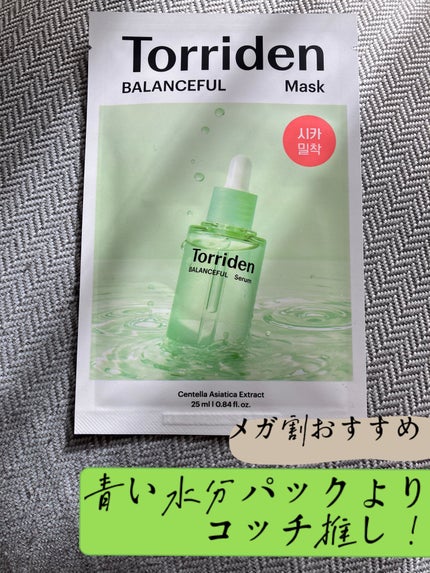 Torriden
BALANCEFUL Mask
시카
밀착
Torriden
BALANCEFUL Serum
Centella Asiatica Extract
25 ml | 0.84 fl. oz.
メガ割おすすめ
青い水分パックより
コッチ推し！